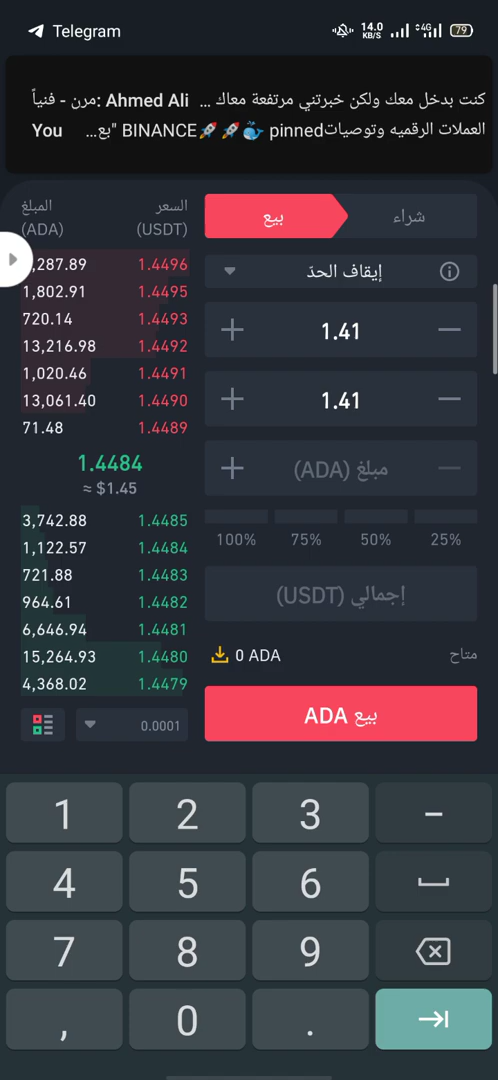 Telegram
14.0 KB/S 4G 79
كنت بدخل معك ولكن خبرتني مرتفعة معاك ... Ahmed Ali: مرن - فنياً
العملات الرقميه وتوصيات BINANCE🚀🚀🐳 pinned "بع... You
المبلغ السعر
(ADA) (USDT)
بيع شراء
,287.89 1.4496
1,802.91 1.4495
720.14 1.4493
13,216.98 1.4492
1,020.46 1.4491
13,061.40 1.4490
71.48 1.4489
1.4484
≈ $1.45
3,742.88 1.4485
1,122.57 1.4484
721.88 1.4483
964.61 1.4482
6,646.94 1.4481
15,264.93 1.4480
4,368.02 1.4479
0.0001
إيقاف الحدّ
+ 1.41 —
+ 1.41 —
+ مبلغ (ADA) —
100% 75% 50% 25%
إجمالي (USDT)
0 ADA متاح
بيع ADA
1 2 3 –
4 5 6
7 8 9
, 0 .